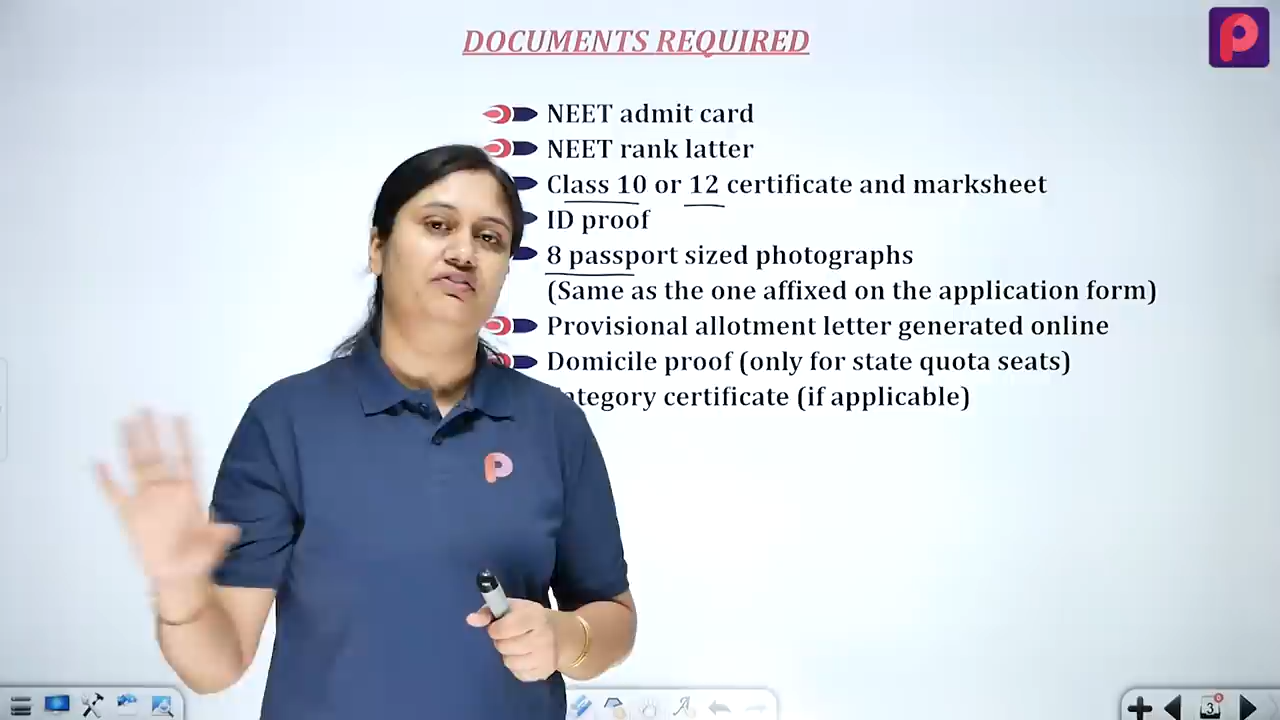 DOCUMENTS REQUIRED
NEET admit card
NEET rank latter
Class 10 or 12 certificate and marksheet
ID proof
8 passport sized photographs
(Same as the one affixed on the application form)
Provisional allotment letter generated online
Domicile proof (only for state quota seats)
certificate (if applicable)
3